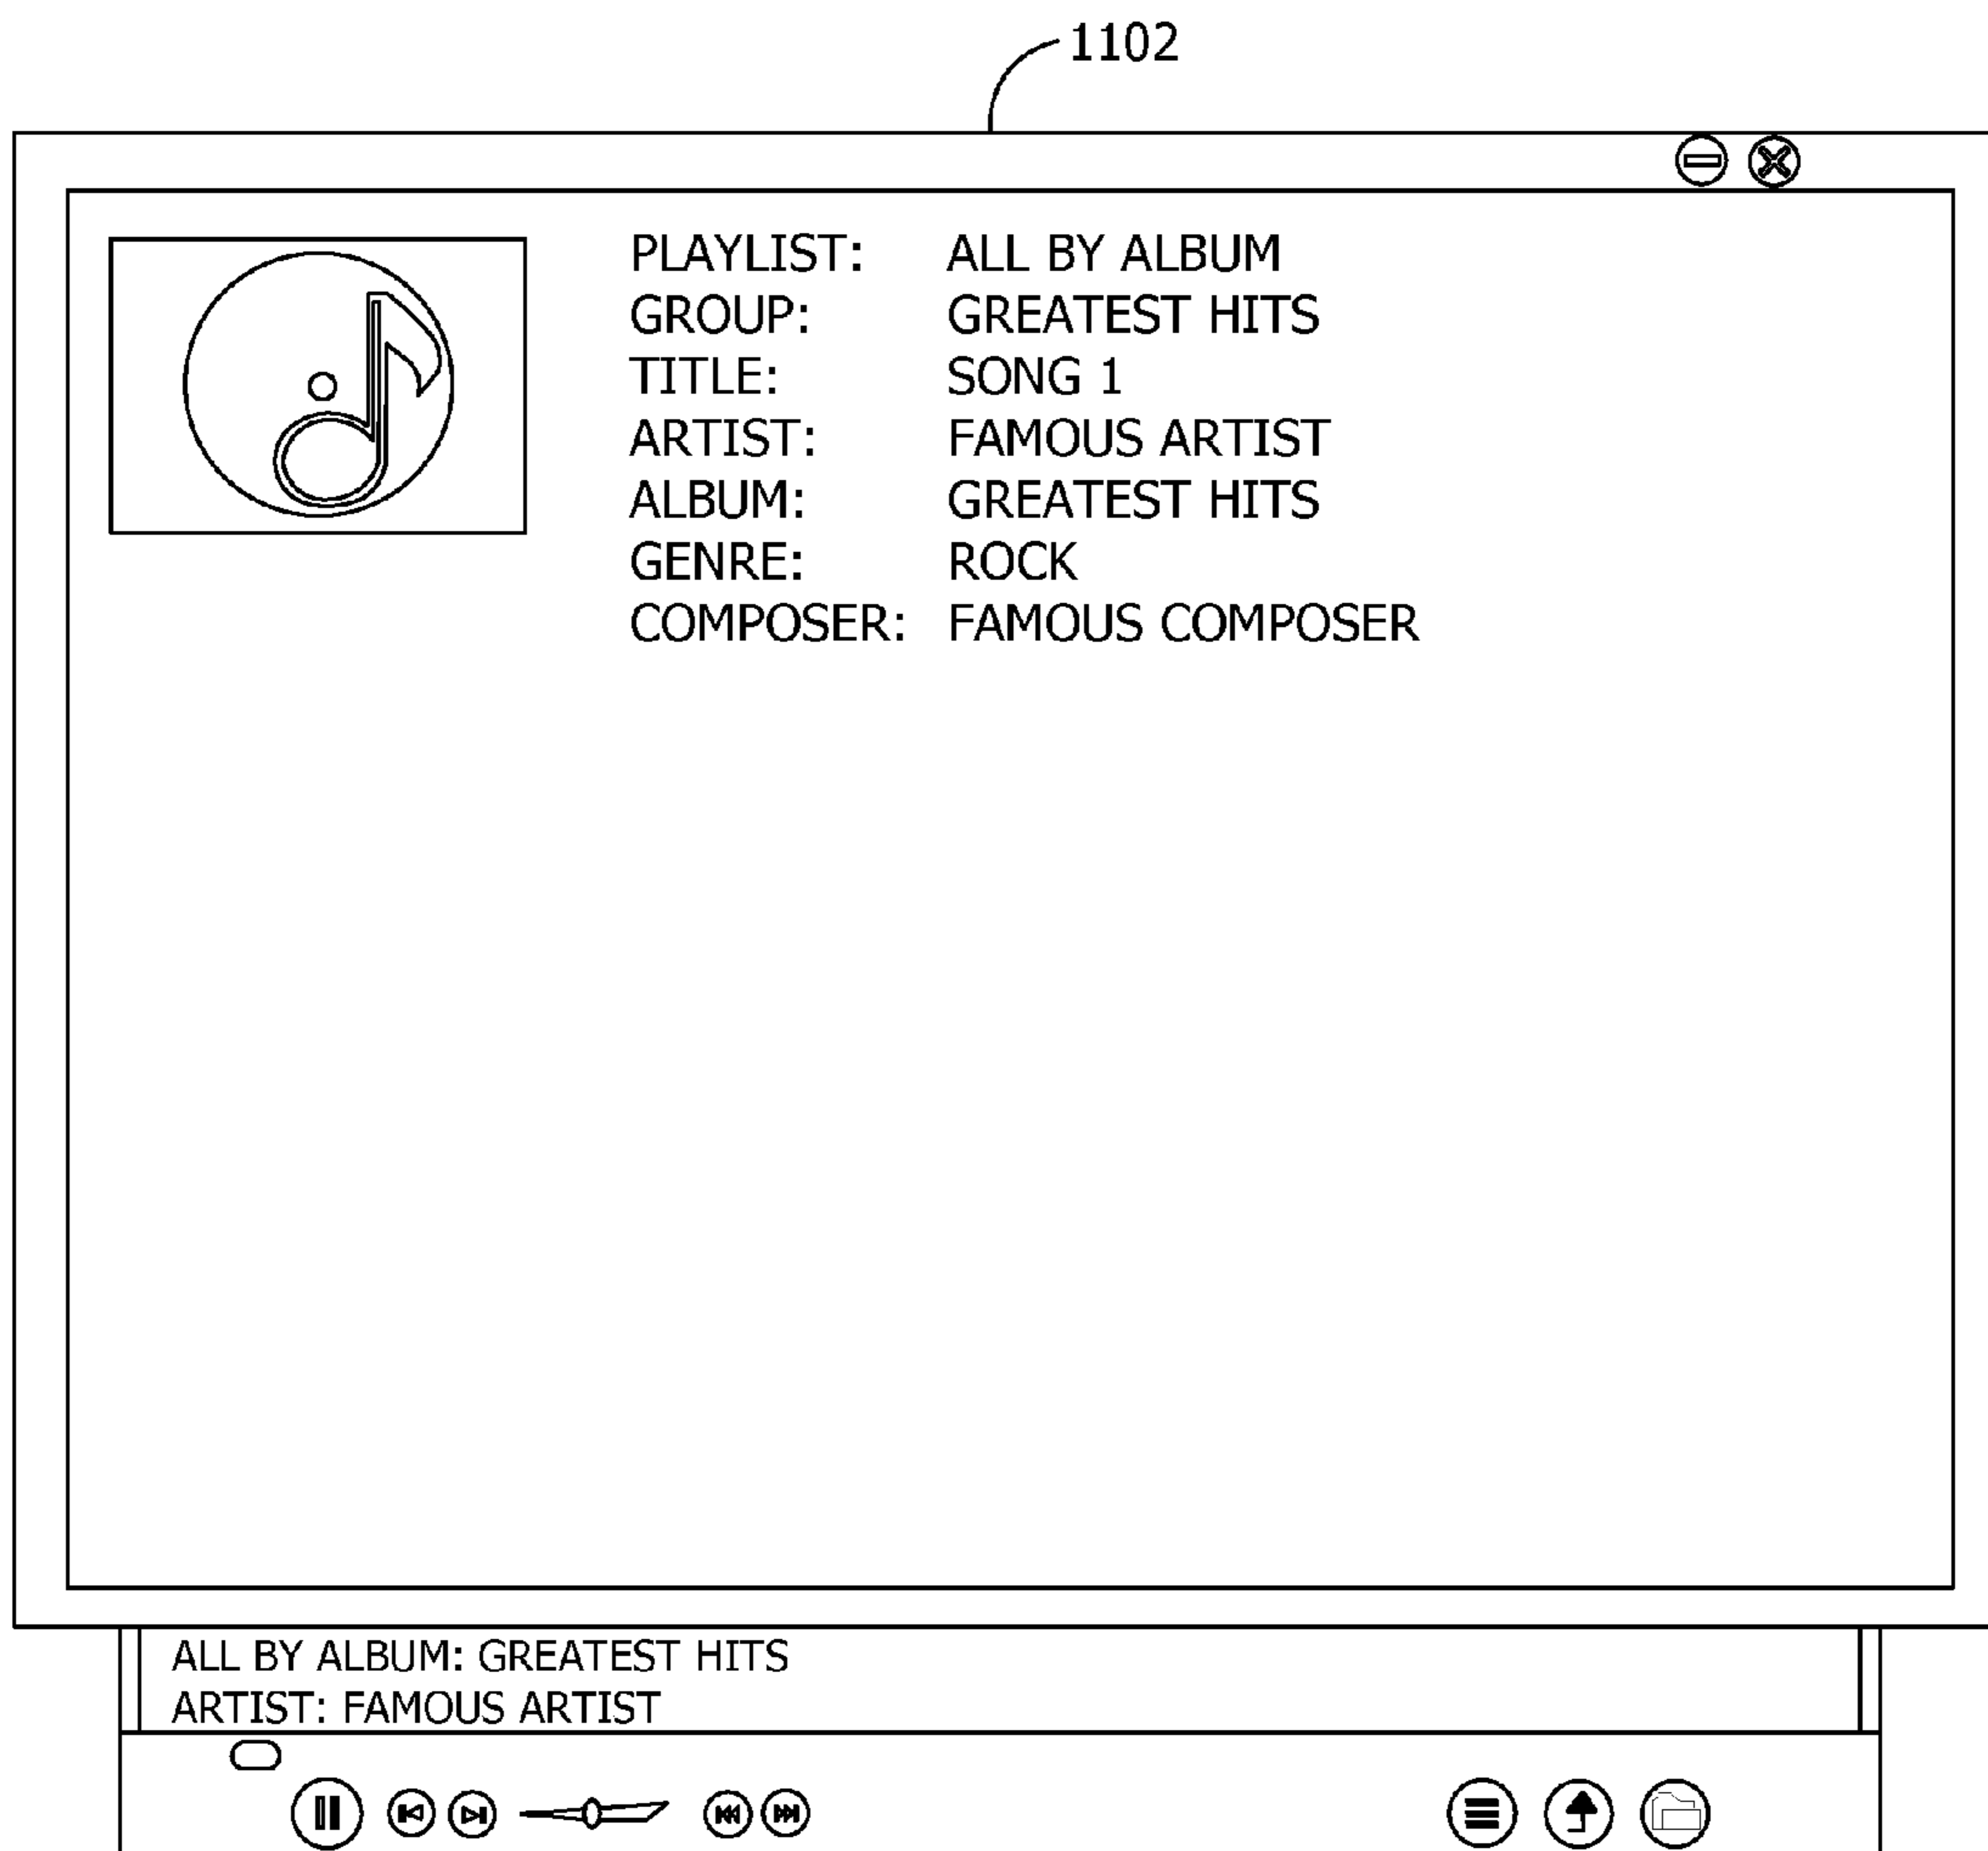 1102
PLAYLIST: ALL BY ALBUM
GROUP: GREATEST HITS
TITLE: SONG 1
ARTIST: FAMOUS ARTIST
ALBUM: GREATEST HITS
GENRE: ROCK
COMPOSER: FAMOUS COMPOSER
ALL BY ALBUM: GREATEST HITS
ARTIST: FAMOUS ARTIST